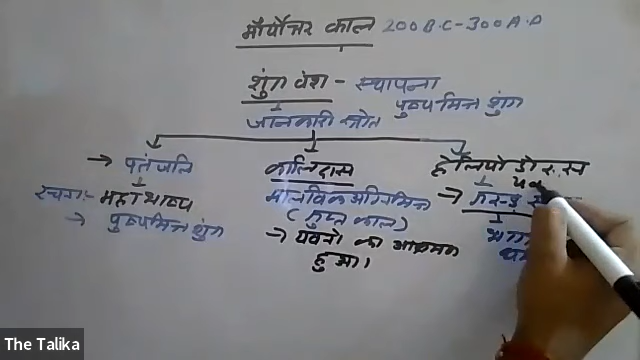 मौर्योत्तर काल 200 B.C - 300 A.D
शुंग वंश - स्थापना
पुष्यमित्र शुंग
जानकारी स्त्रोत
→ पतंजलि
रचना:- महाभाष्य
→ पुष्यमित्र शुंग
कालिदास
मालविकाअग्निमित्र
(गुप्त काल)
→ यवनो का आक्रमण
हुआ।
हेलियोडोरस
→ गरुड़
The Talika